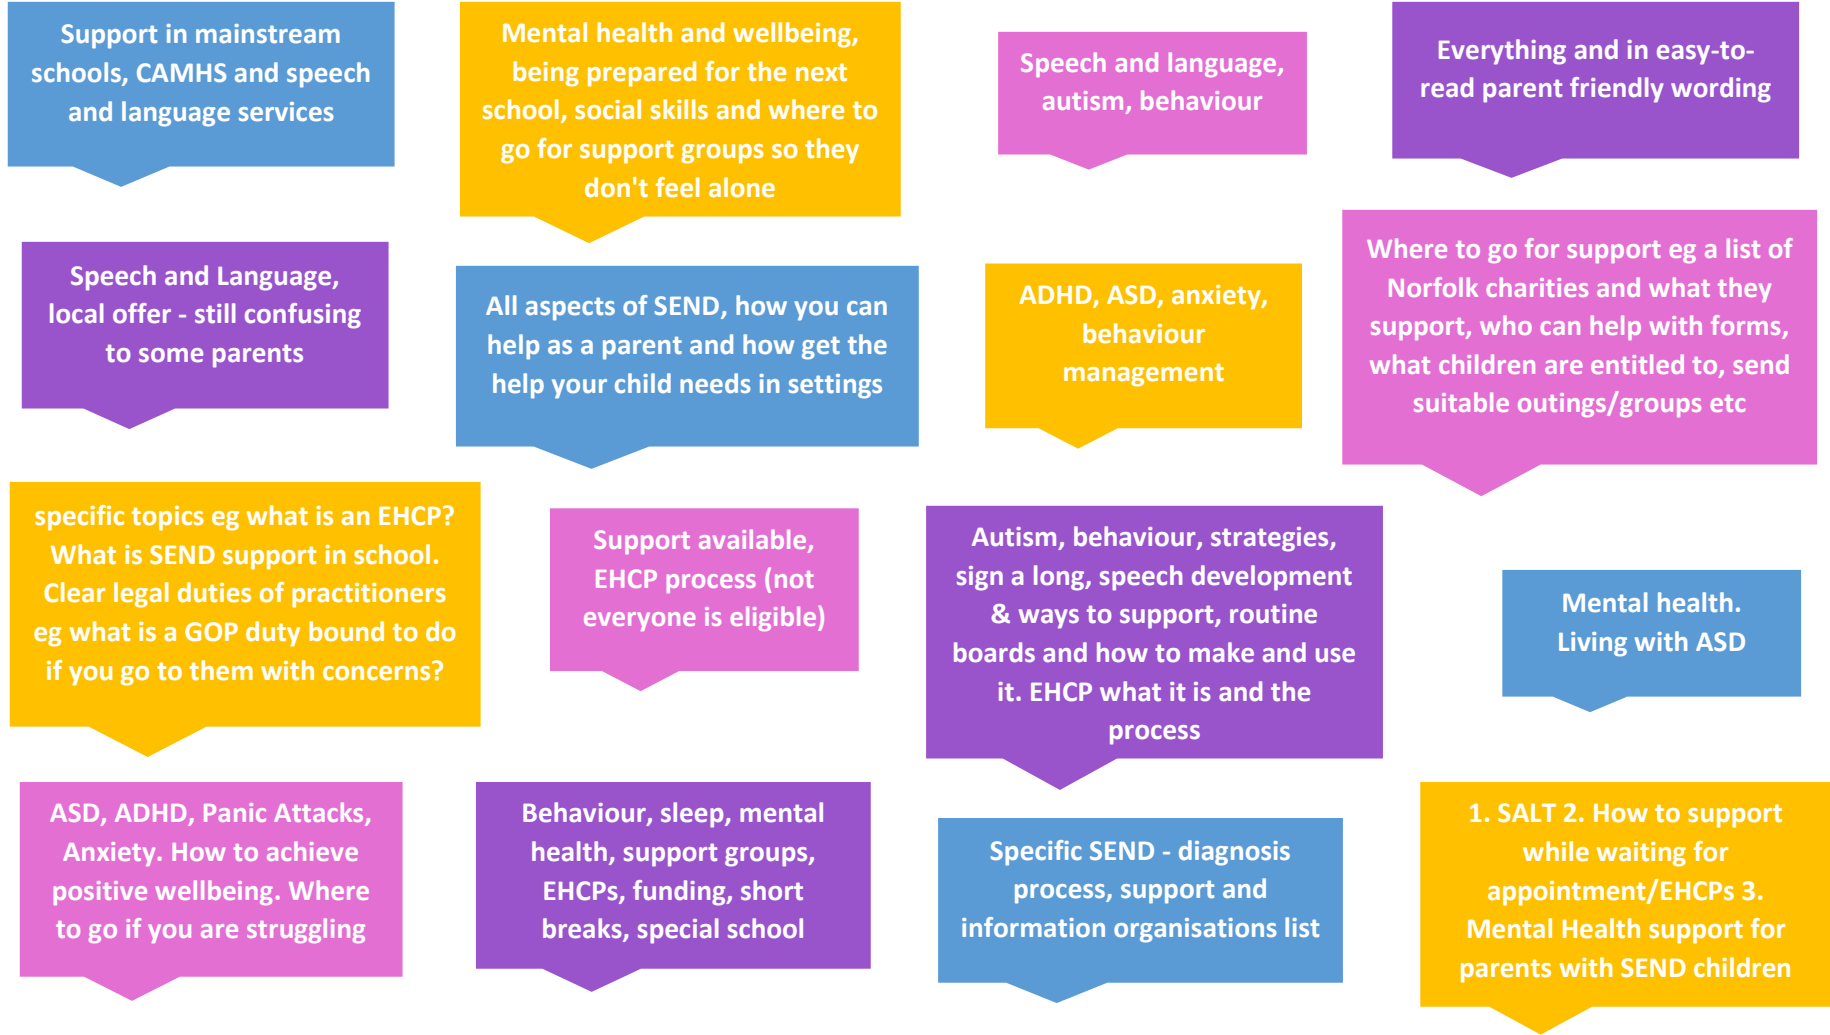 Support in mainstream
schools, CAMHS and speech
and language services
Mental health and wellbeing,
being prepared for the next
school, social skills and where to
go for support groups so they
don't feel alone
Speech and language,
autism, behaviour
Everything and in easy-to-
read parent friendly wording
Speech and Language,
local offer - still confusing
to some parents
All aspects of SEND, how you can
help as a parent and how get the
help your child needs in settings
ADHD, ASD, anxiety,
behaviour
management
Where to go for support eg a list of
Norfolk charities and what they
support, who can help with forms,
what children are entitled to, send
suitable outings/groups etc
specific topics eg what is an EHCP?
What is SEND support in school.
Clear legal duties of practitioners
eg what is a GOP duty bound to do
if you go to them with concerns?
Support available,
EHCP process (not
everyone is eligible)
Autism, behaviour, strategies,
sign a long, speech development
& ways to support, routine
boards and how to make and use
it. EHCP what it is and the
process
Mental health.
Living with ASD
ASD, ADHD, Panic Attacks,
Anxiety. How to achieve
positive wellbeing. Where
to go if you are struggling
Behaviour, sleep, mental
health, support groups,
EHCPs, funding, short
breaks, special school
Specific SEND - diagnosis
process, support and
information organisations list
1. SALT 2. How to support
while waiting for
appointment/EHCPs 3.
Mental Health support for
parents with SEND children